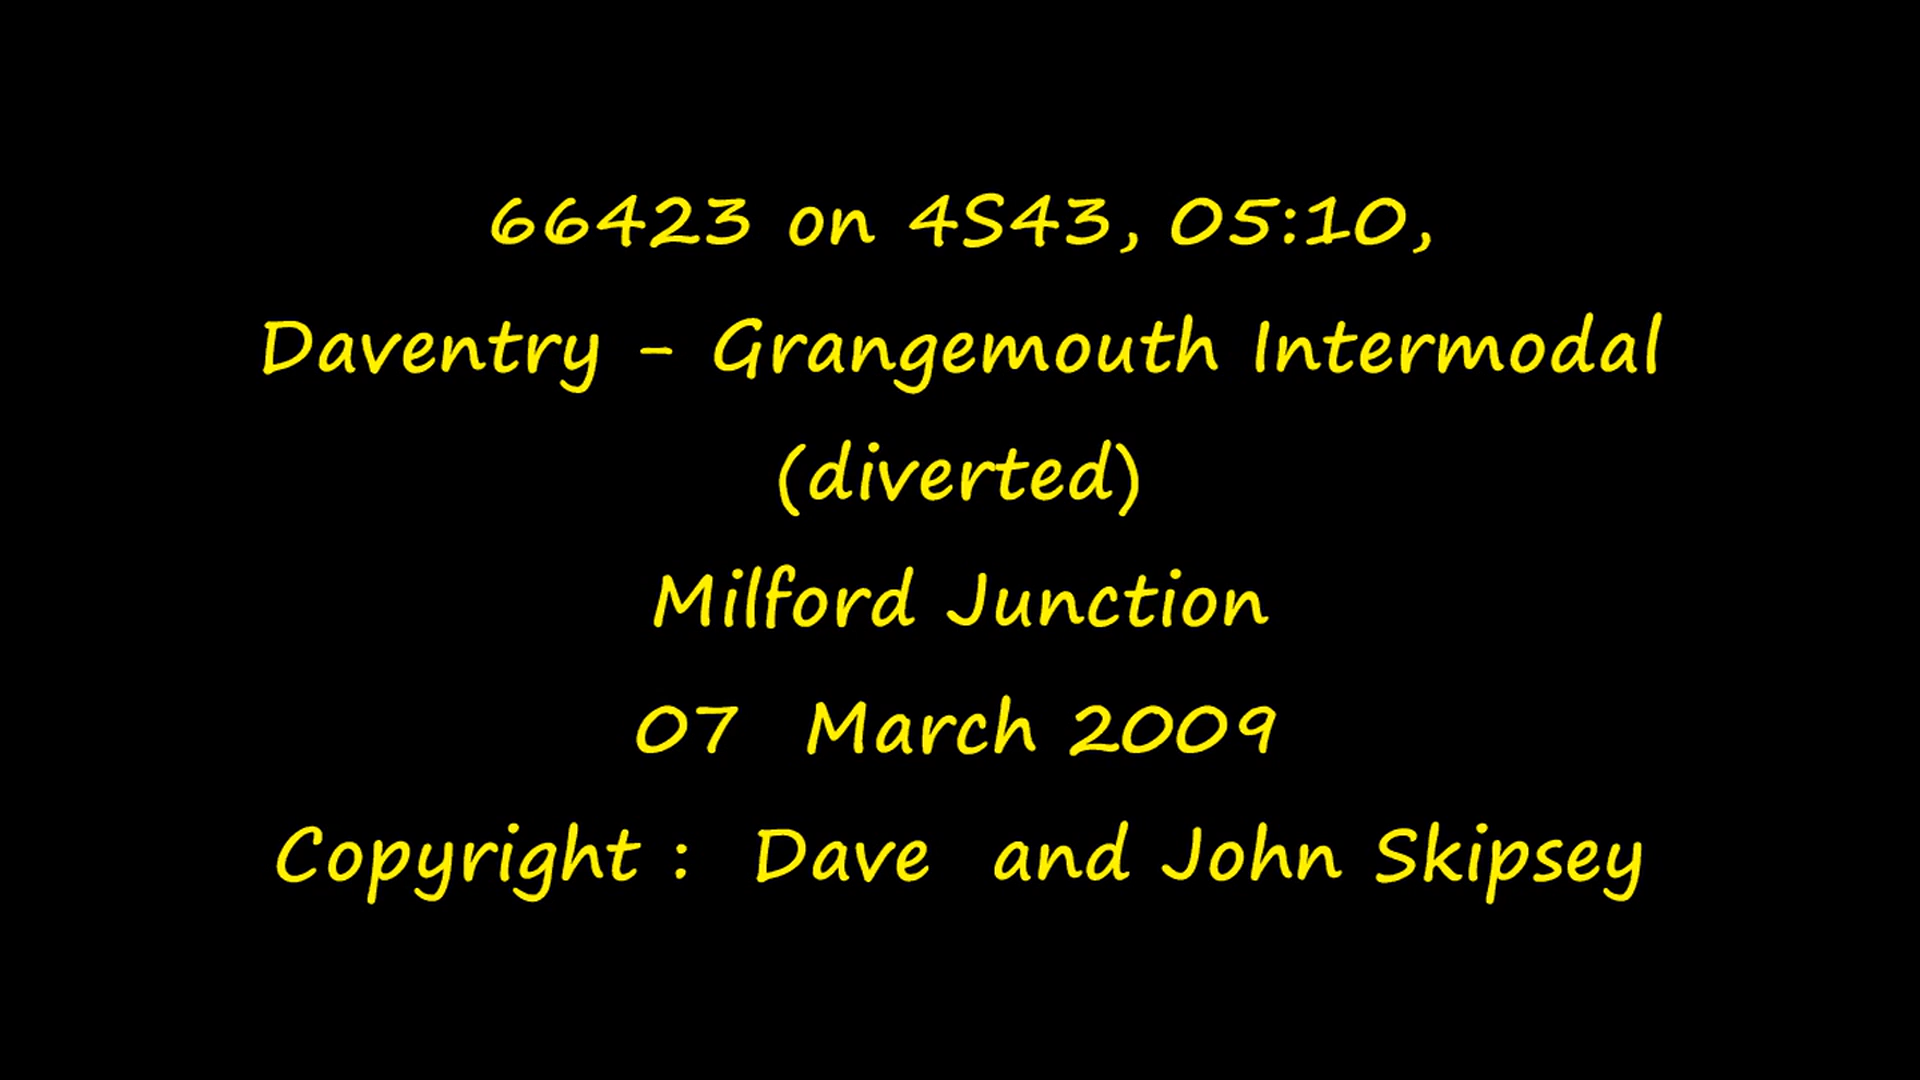 66423 on 4S43, 05:10,
Daventry - Grangemouth Intermodal
(diverted)
Milford Junction
07 March 2009
Copyright : Dave and John Skipsey